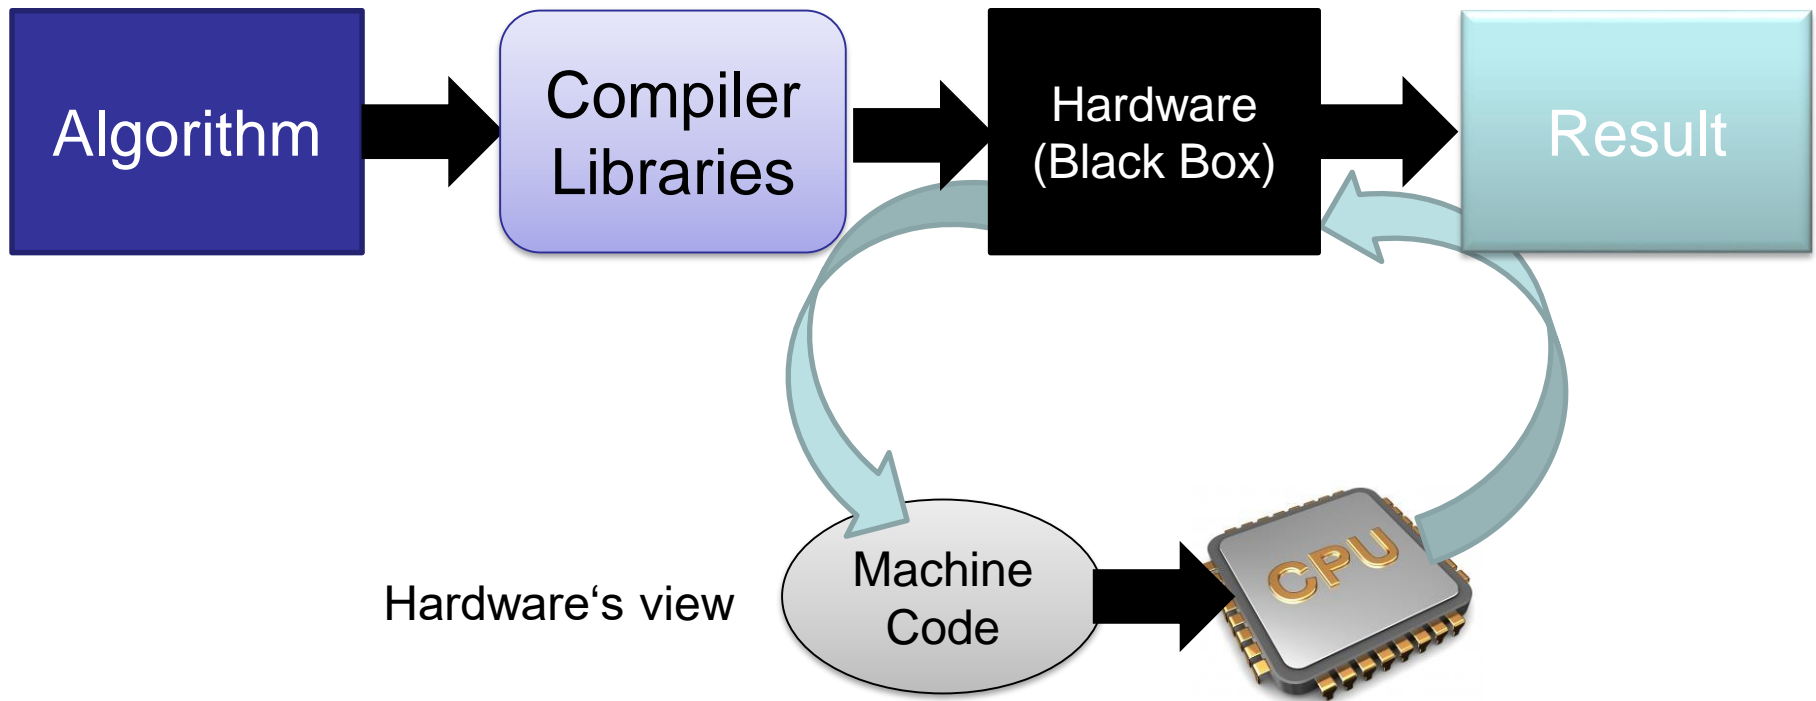 Algorithm
Compiler
Libraries
Hardware
(Black Box)
Result
Hardware‘s view
Machine
Code
CPU